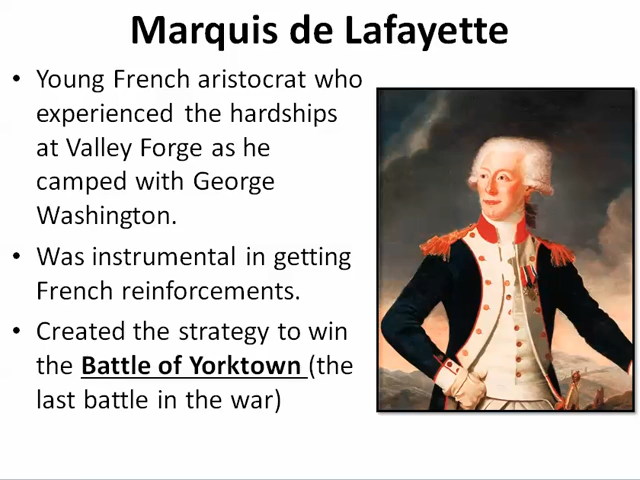 Marquis de Lafayette
• Young French aristocrat who
experienced the hardships
at Valley Forge as he
camped with George
Washington.
• Was instrumental in getting
French reinforcements.
• Created the strategy to win
the Battle of Yorktown (the
last battle in the war)